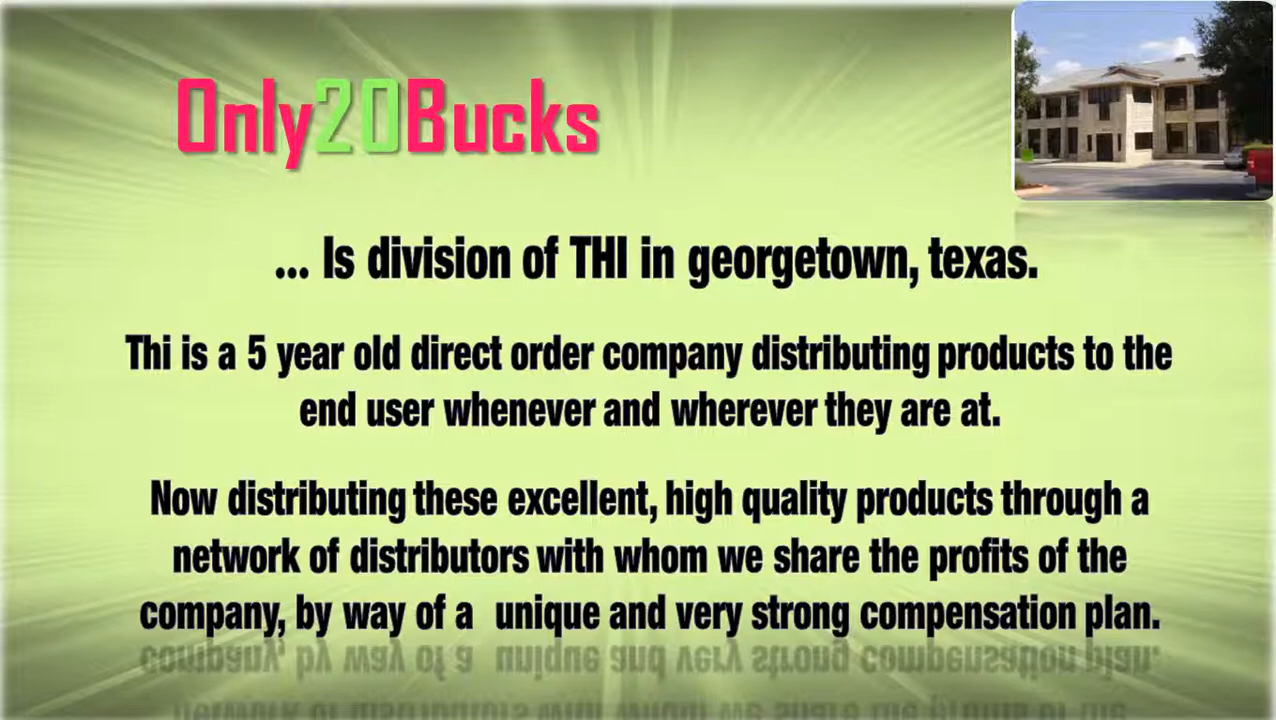 Only20Bucks
... Is division of THI in georgetown, texas.
Thi is a 5 year old direct order company distributing products to the
end user whenever and wherever they are at.
Now distributing these excellent, high quality products through a
network of distributors with whom we share the profits of the
company, by way of a unique and very strong compensation plan.